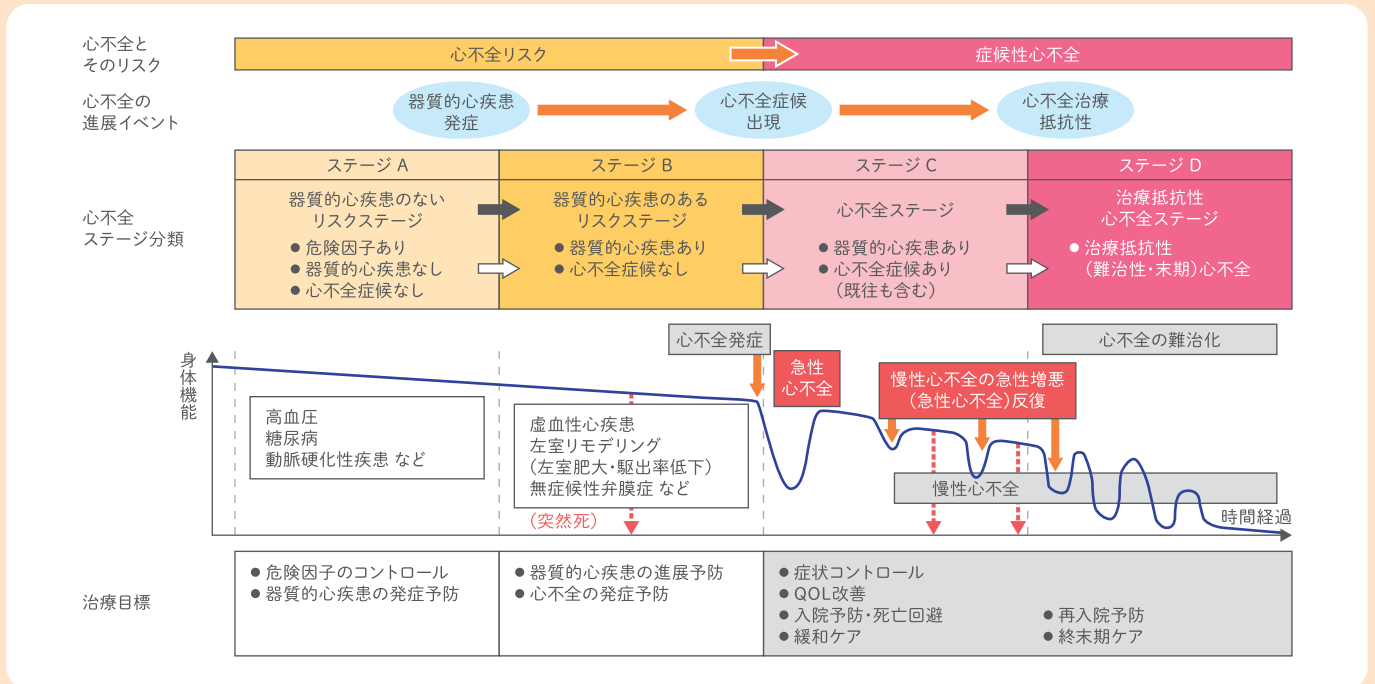 心不全と
そのリスク
心不全リスク
症候性心不全
心不全の
進展イベント
器質的心疾患
発症
心不全症候
出現
心不全治療
抵抗性
心不全
ステージ分類
ステージ A
器質的心疾患のない
リスクステージ
● 危険因子あり
● 器質的心疾患なし
● 心不全症候なし
ステージ B
器質的心疾患のある
リスクステージ
● 器質的心疾患あり
● 心不全症候なし
ステージ C
心不全ステージ
● 器質的心疾患あり
● 心不全症候あり
（既往も含む）
ステージ D
治療抵抗性
心不全ステージ
● 治療抵抗性
（難治性・末期）心不全
身体機能
心不全発症
急性
心不全
慢性心不全の急性増悪
（急性心不全）反復
心不全の難治化
高血圧
糖尿病
動脈硬化性疾患 など
虚血性心疾患
左室リモデリング
（左室肥大・駆出率低下）
無症候性弁膜症 など
（突然死）
慢性心不全
時間経過
治療目標
● 危険因子のコントロール
● 器質的心疾患の発症予防
● 器質的心疾患の進展予防
● 心不全の発症予防
● 症状コントロール
● QOL改善
● 入院予防・死亡回避
● 緩和ケア
● 再入院予防
● 終末期ケア